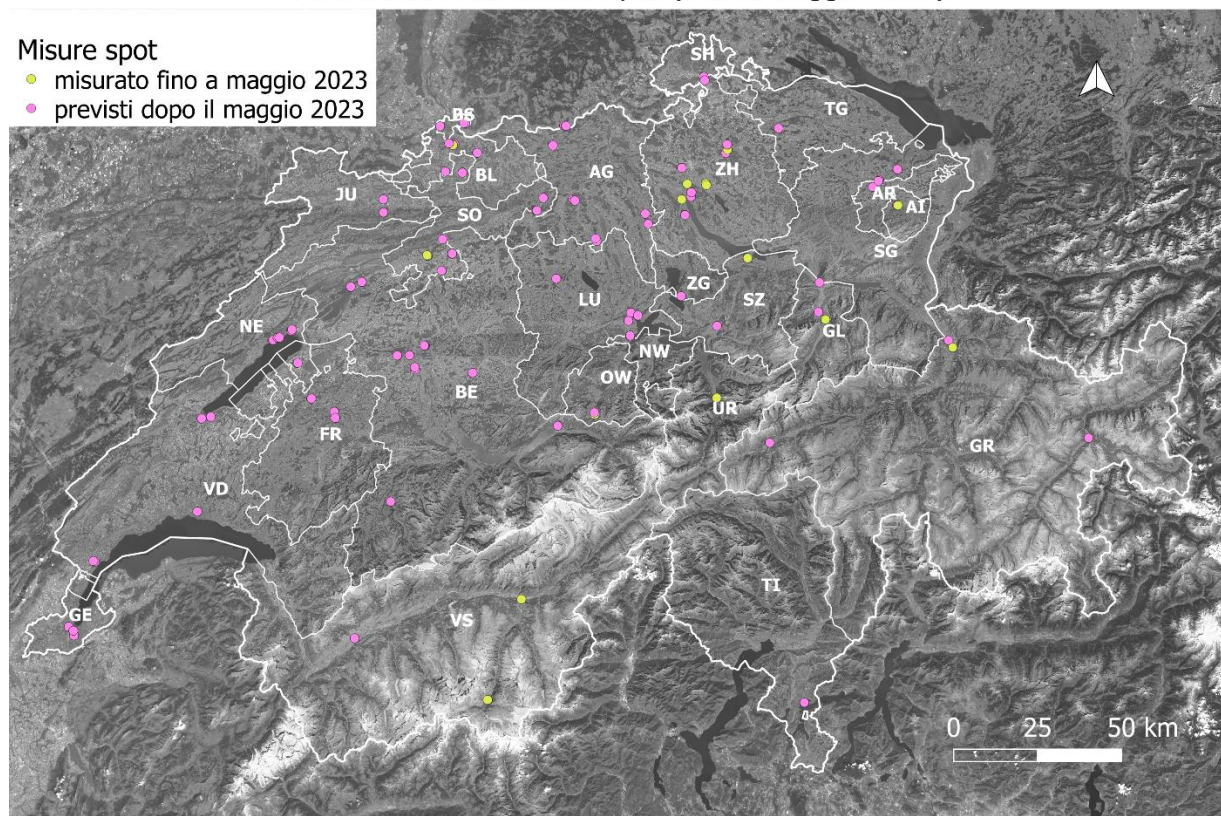 Misure spot
misurato fino a maggio 2023
previsti dopo il maggio 2023
SH
TG
BS
BL
AG
ZH
JU
SO
AR
AI
SG
ZG
SZ
LU
NE
GL
NW
OW
BE
UR
FR
GR
VD
TI
GE
VS
0 25 50 km